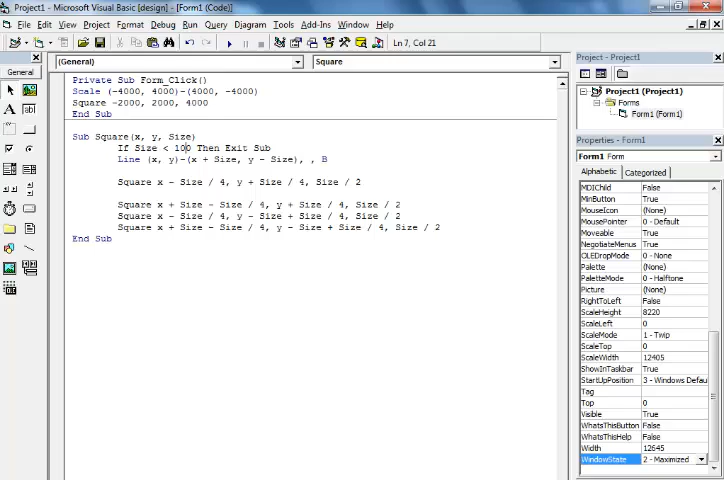 Project1 - Microsoft Visual Basic [design] - [Form1 (Code)]
File Edit View Project Format Debug Run Query Diagram Tools Add-Ins Window Help
Ln 7, Col 21
General
(General)
Square
Private Sub Form_Click()
Scale (-4000, 4000)-(4000, -4000)
Square -2000, 2000, 4000
End Sub
Sub Square(x, y, Size)
If Size < 100 Then Exit Sub
Line (x, y)-(x + Size, y - Size), , B
Square x - Size / 4, y + Size / 4, Size / 2
Square x + Size - Size / 4, y + Size / 4, Size / 2
Square x - Size / 4, y - Size + Size / 4, Size / 2
Square x + Size - Size / 4, y - Size + Size / 4, Size / 2
End Sub
Project - Project1
Project1 (Project1)
Forms
Form1 (Form1)
Properties - Form1
Form1 Form
Alphabetic Categorized
MDIChild False
MinButton True
MouseIcon (None)
MousePointer 0 - Default
Moveable True
NegotiateMenus True
OLEDropMode 0 - None
Palette (None)
PaletteMode 0 - Halftone
Picture (None)
RightToLeft False
ScaleHeight 8220
ScaleLeft 0
ScaleMode 1 - Twip
ScaleTop 0
ScaleWidth 12405
ShowInTaskbar True
StartUpPosition 3 - Windows Defau
Tag
Top 0
Visible True
WhatsThisButton False
WhatsThisHelp False
Width 12645
WindowState 2 - Maximized